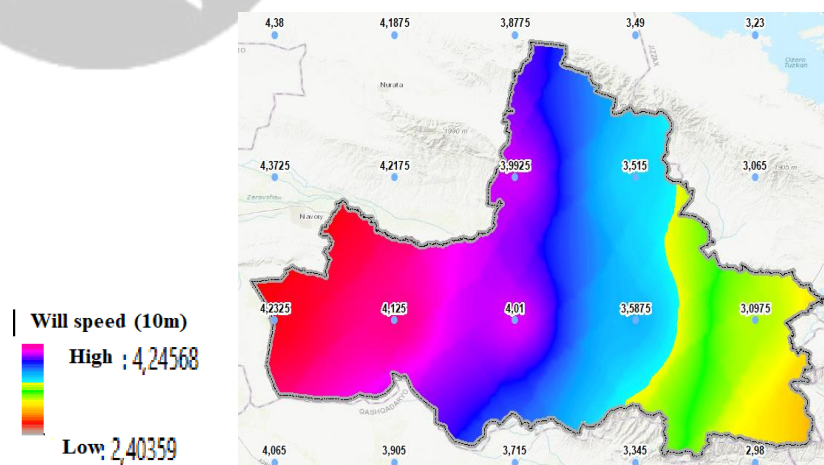 4,38 4,1875 3,8775 3,49 3,23
JIZZAX
Nurata
4,3725 4,2175 3,9925 3,515 3,065
Navoiy
4,2325 4,125 4,01 3,5875 3,0975
Will speed (10m)
High : 4,24568
QASHQADARYO
Low: 2,40359
4,065 3,905 3,715 3,345 2,98